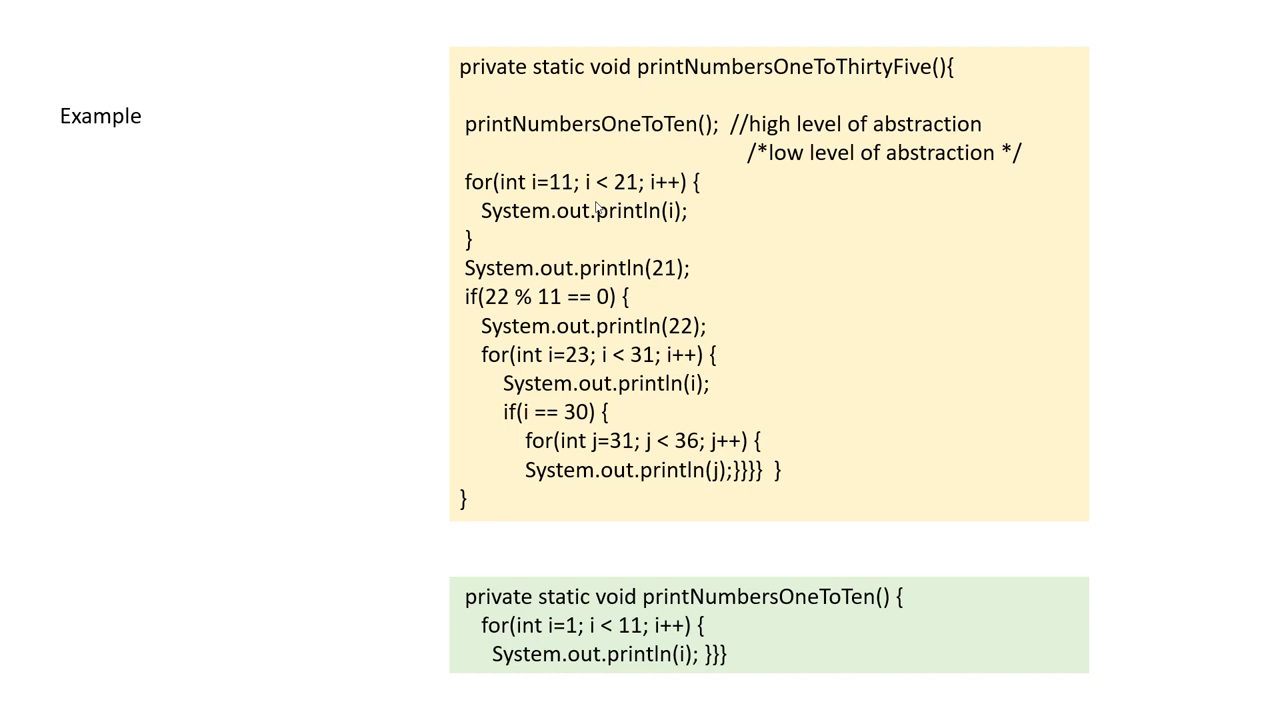 Example
private static void printNumbersOneToThirtyFive(){
printNumbersOneToTen();  //high level of abstraction
/*low level of abstraction */
for(int i=11; i < 21; i++) {
System.out.println(i);
}
System.out.println(21);
if(22 % 11 == 0) {
System.out.println(22);
for(int i=23; i < 31; i++) {
System.out.println(i);
if(i == 30) {
for(int j=31; j < 36; j++) {
System.out.println(j);}}}}  }
}
private static void printNumbersOneToTen() {
for(int i=1; i < 11; i++) {
System.out.println(i); }}}